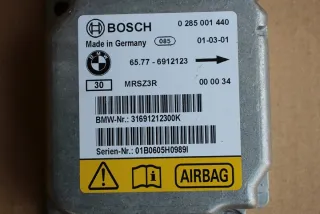 BOSCH 0 285 001 440
Made in Germany 085 01-03-01
65.77 - 6912123
30 MRSZ3R 00 00 34
BMW-Nr.: 31691212300K
Serien-Nr.: 01B0605H0989I
AIRBAG